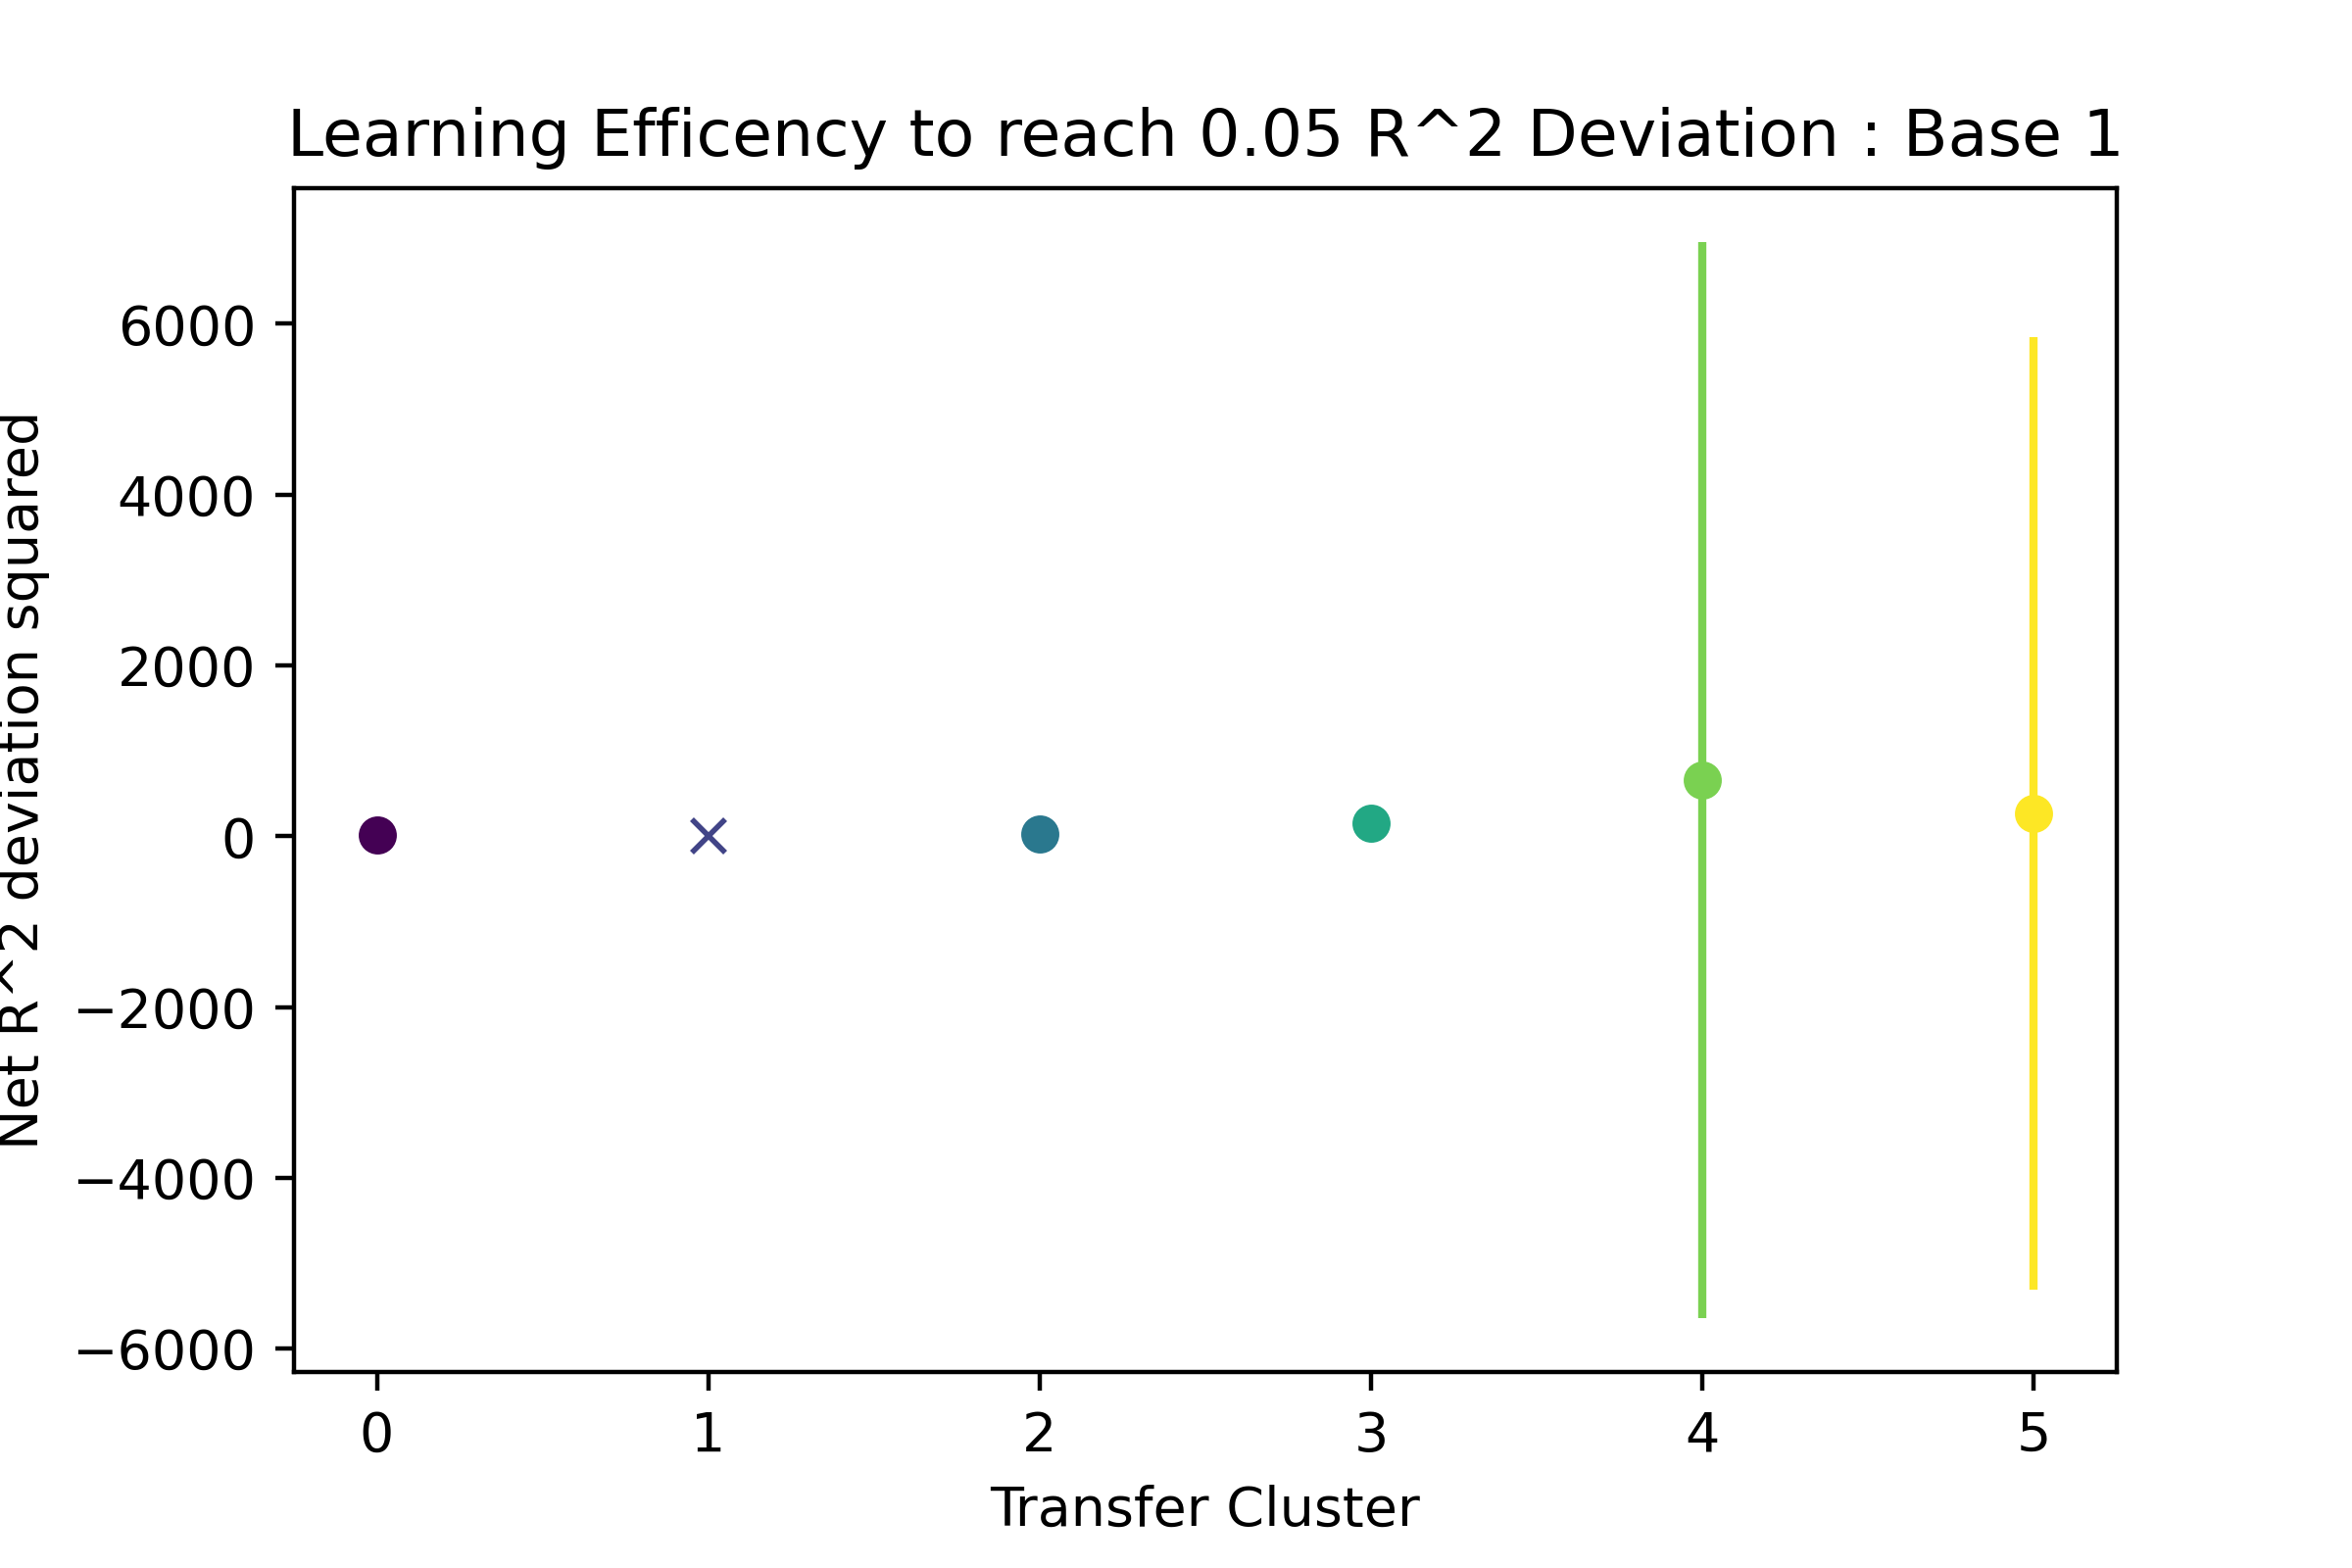 Learning Efficency to reach 0.05 R^2 Deviation : Base 1
Net R^2 deviation squared
6000
4000
2000
0
−2000
−4000
−6000
0 1 2 3 4 5
Transfer Cluster